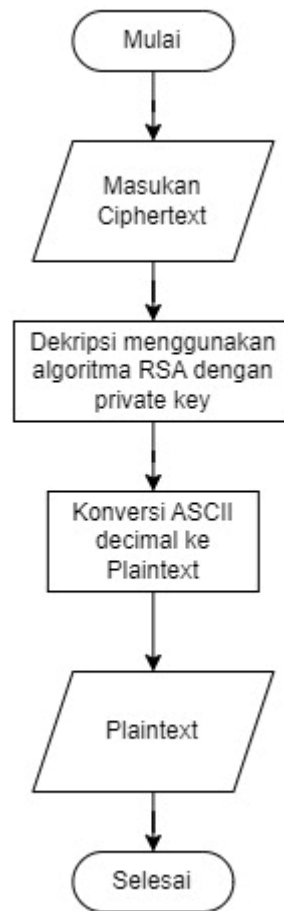 Mulai
Masukan
Ciphertext
Dekripsi menggunakan
algoritma RSA dengan
private key
Konversi ASCII
decimal ke
Plaintext
Plaintext
Selesai